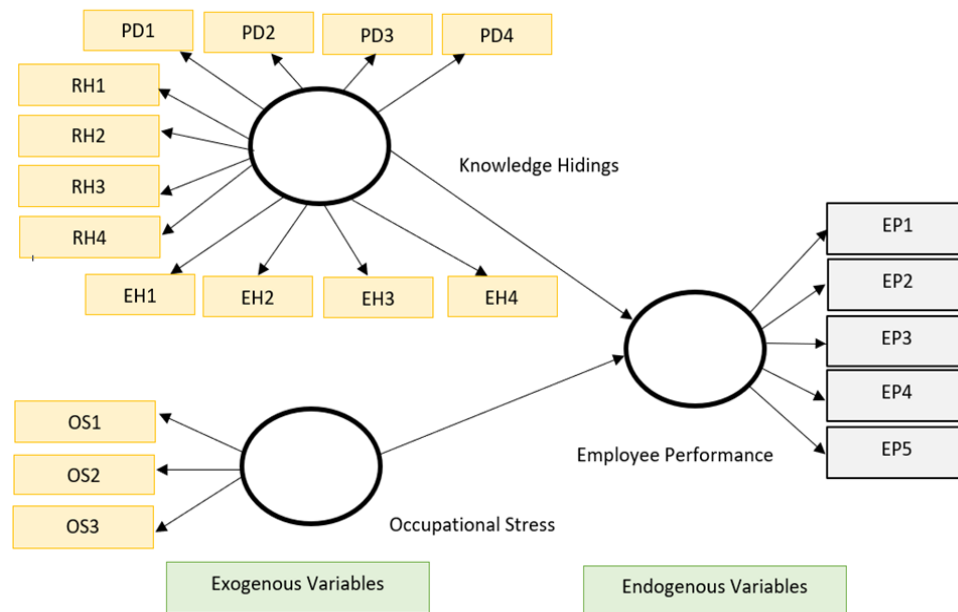 PD1
PD2
PD3
PD4
RH1
RH2
RH3
RH4
Knowledge Hidings
EH1
EH2
EH3
EH4
EP1
EP2
EP3
EP4
EP5
Employee Performance
OS1
OS2
OS3
Occupational Stress
Exogenous Variables
Endogenous Variables